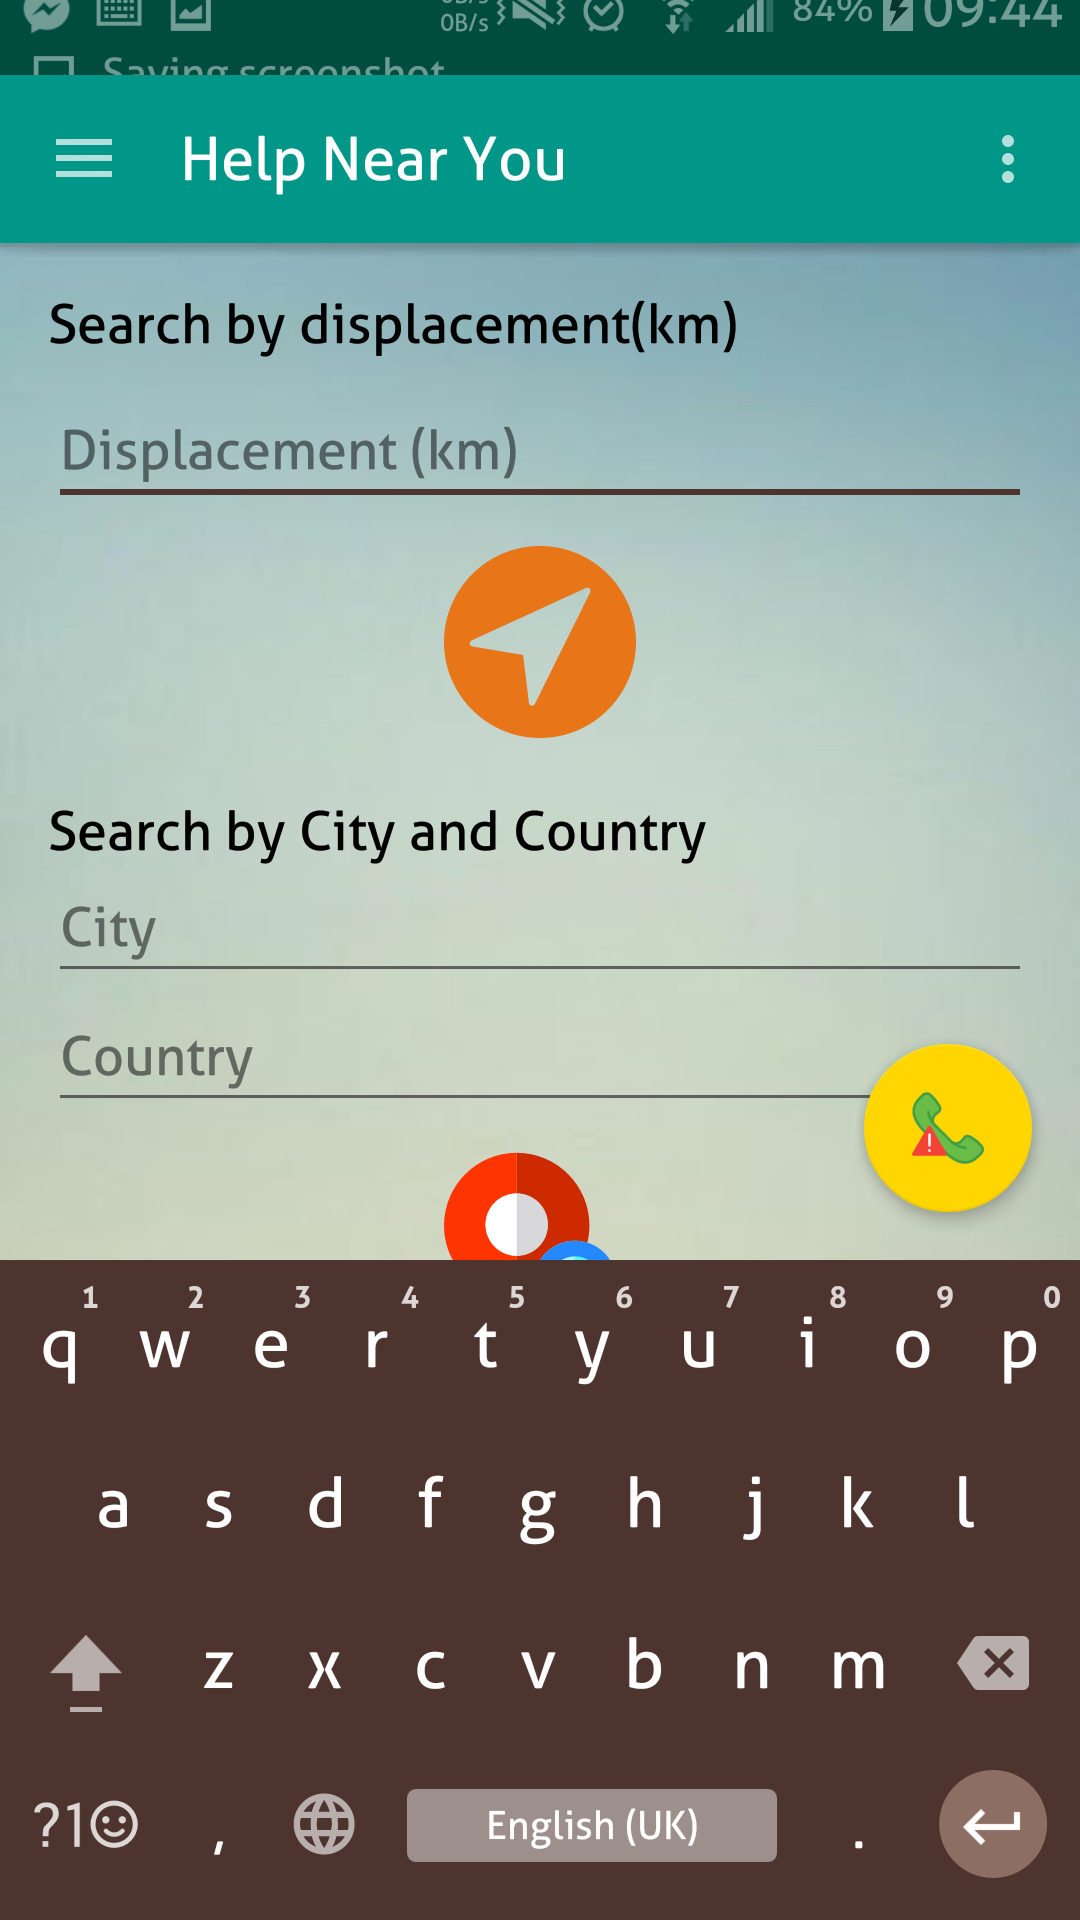 0B/s
0B/s
84%
09:44
Saving screenshot
Help Near You
Search by displacement(km)
Displacement (km)
Search by City and Country
City
Country
1 2 3 4 5 6 7 8 9 0
q w e r t y u i o p
a s d f g h j k l
z x c v b n m
?1 , English (UK) .